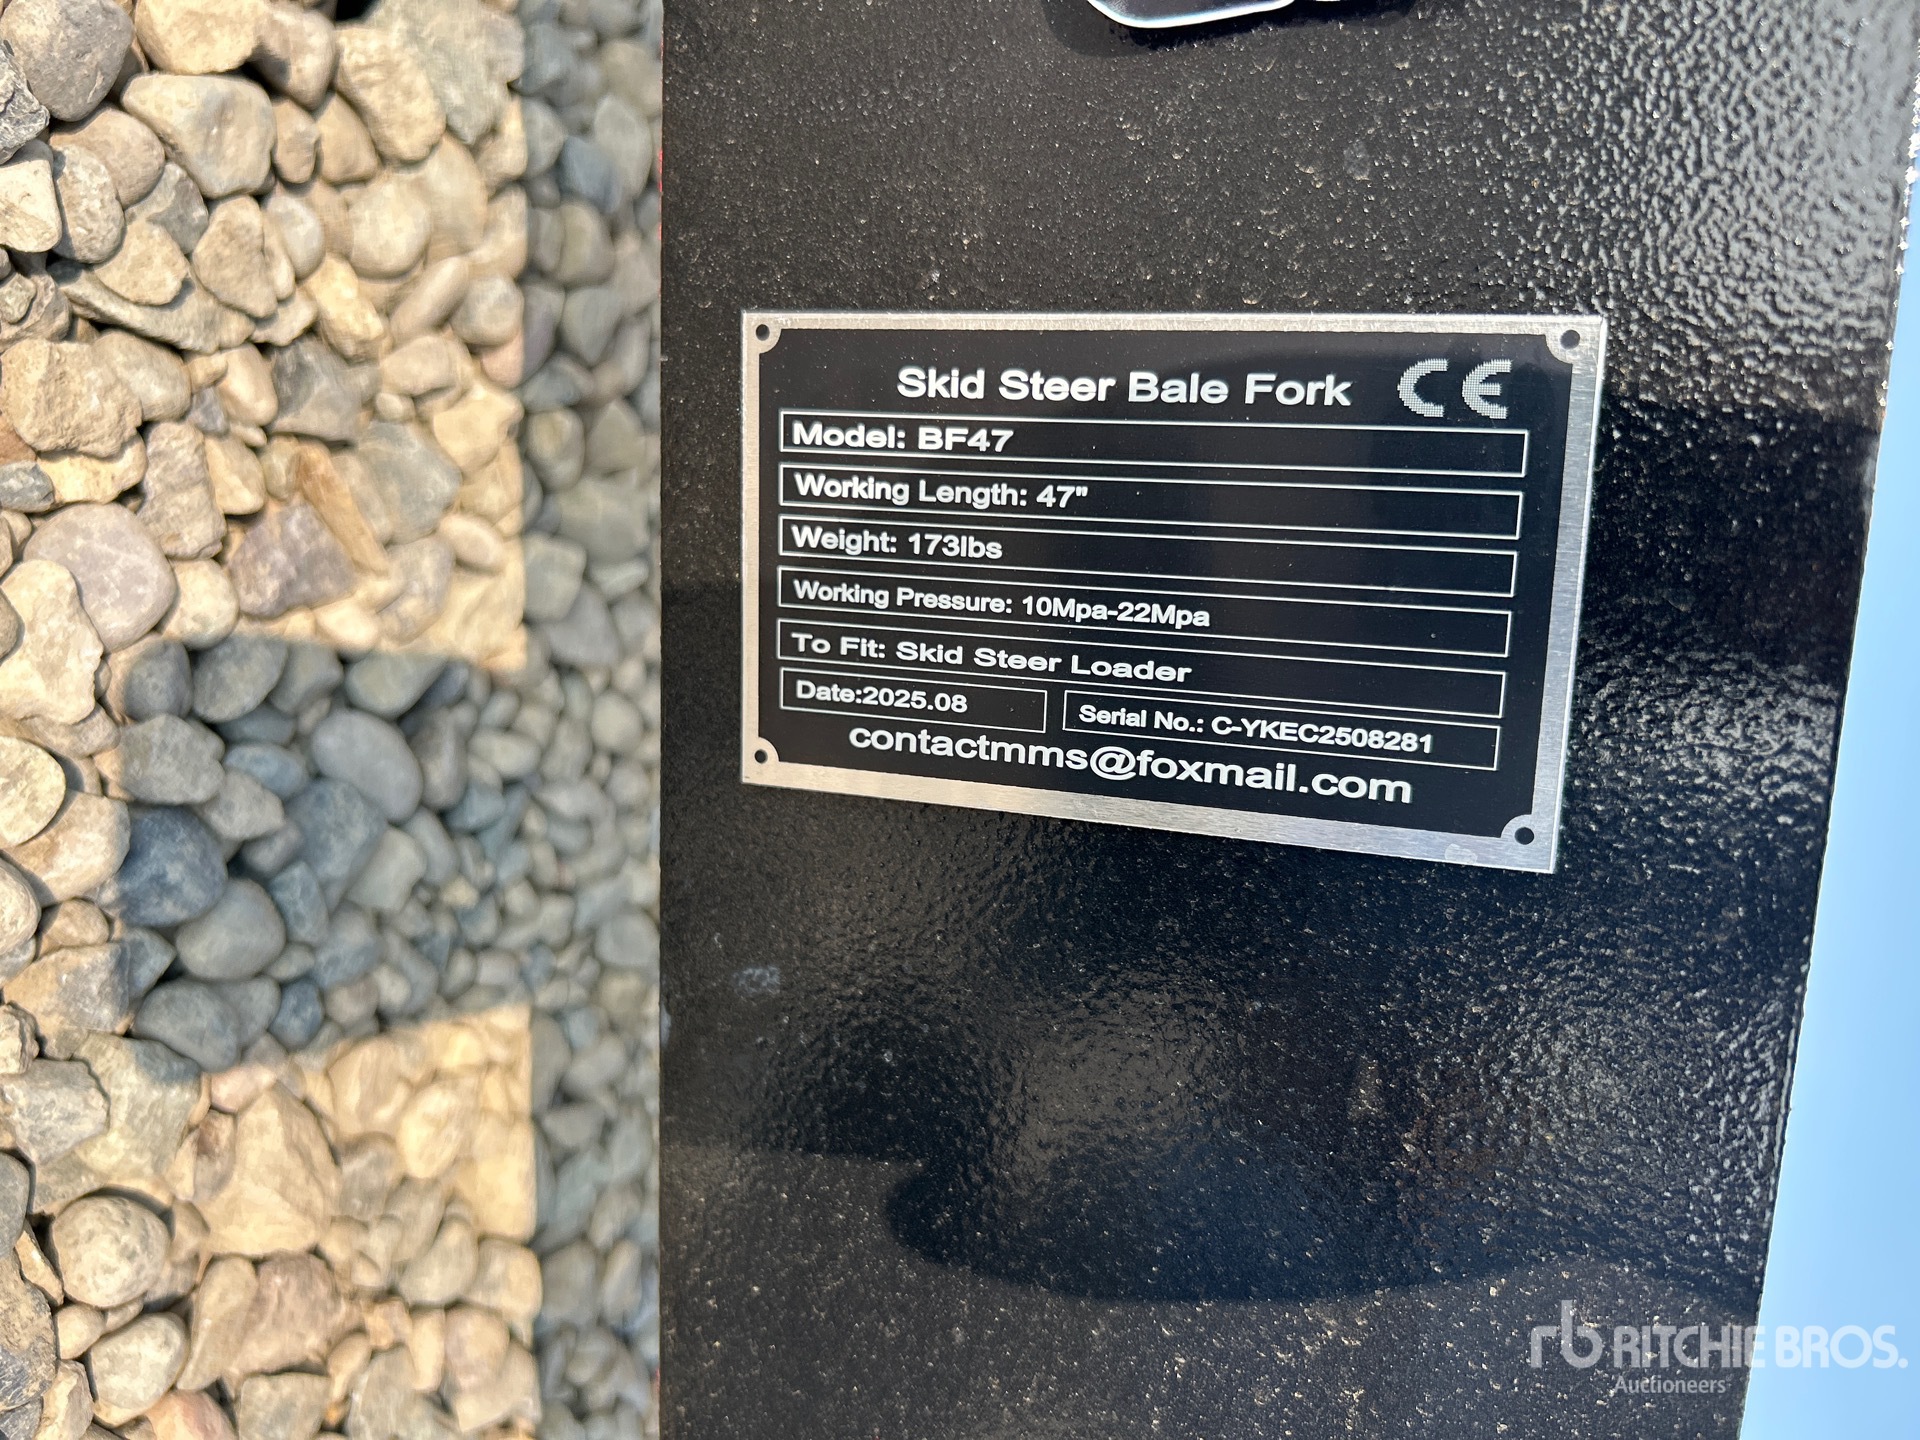 Skid Steer Bale Fork CE
Model: BF47
Working Length: 47"
Weight: 173lbs
Working Pressure: 10Mpa-22Mpa
To Fit: Skid Steer Loader
Date:2025.08 Serial No.: C-YKEC2508281
contactmms@foxmail.com
rb RITCHIE BROS.
Auctioneers